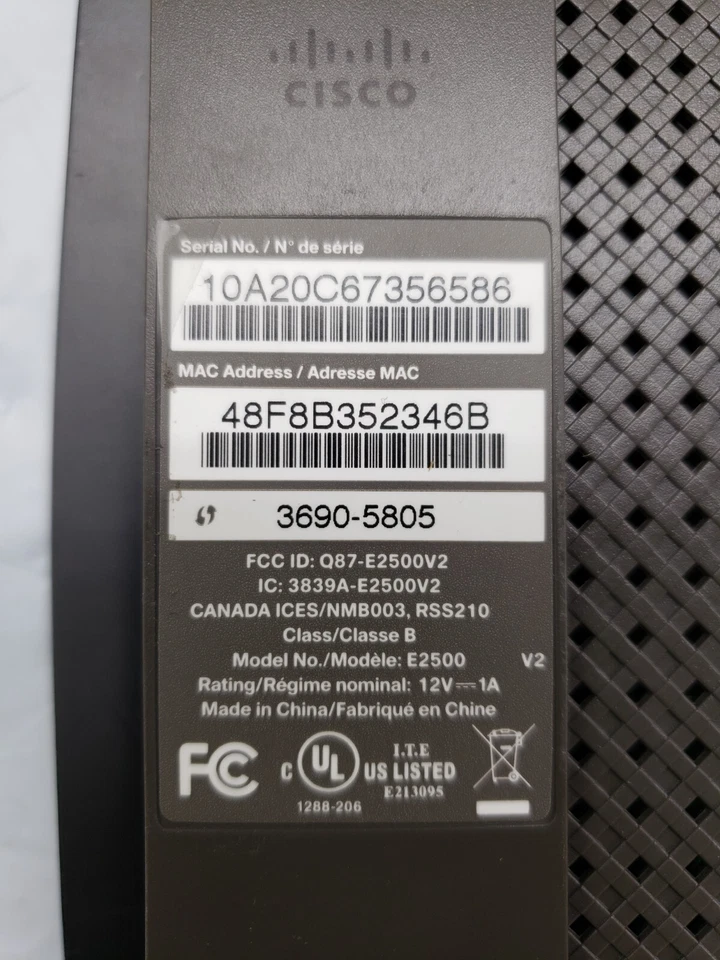 CISCO
Serial No. / N° de série
10A20C67356586
MAC Address / Adresse MAC
48F8B352346B
3690-5805
FCC ID: Q87-E2500V2
IC: 3839A-E2500V2
CANADA ICES/NMB003, RSS210
Class/Classe B
Model No./Modèle: E2500 V2
Rating/Régime nominal: 12V⎓1A
Made in China/Fabriqué en Chine
FC C UL US LISTED I.T.E
E213095
1288-206